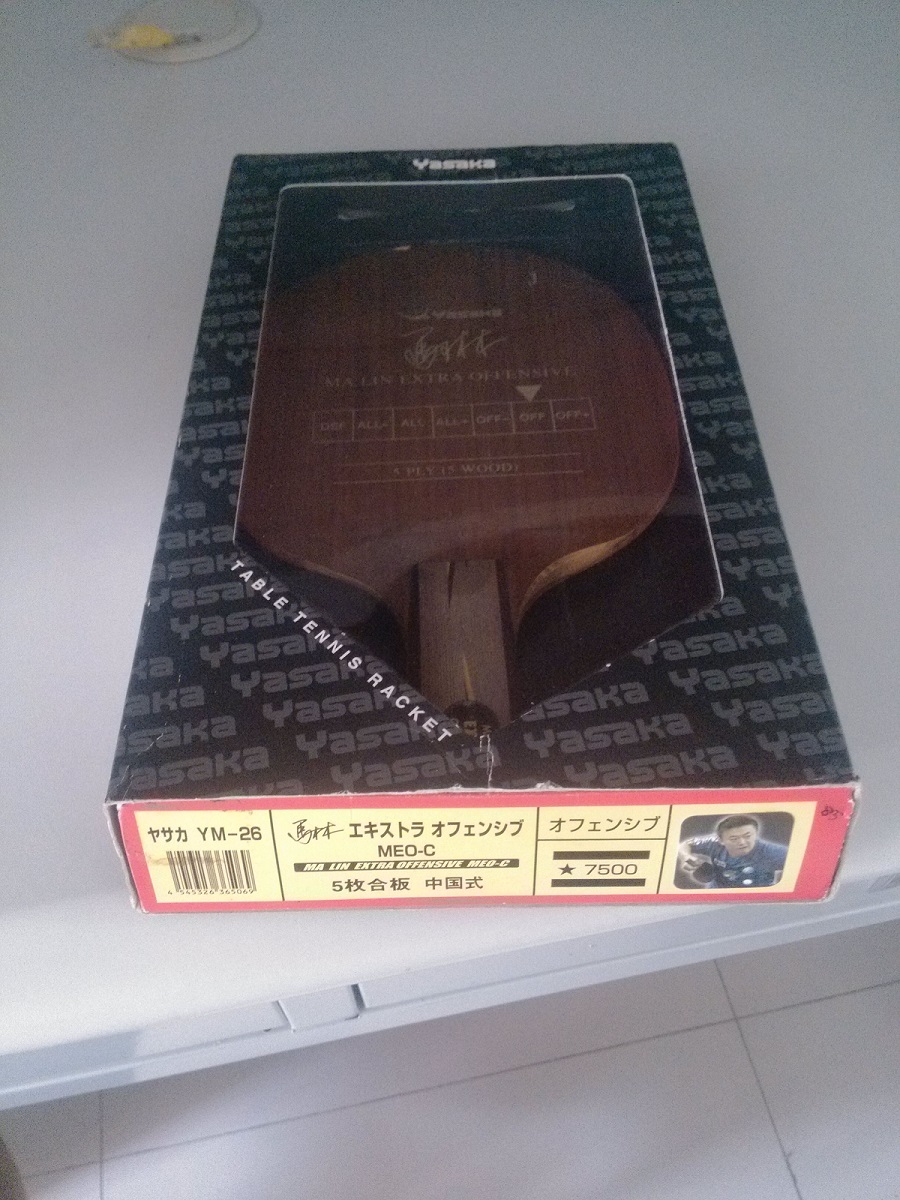 Yasaka
Yasaka
馬林
MA LIN EXTRA OFFENSIVE
DEF ALL- ALL ALL+ OFF- OFF OFF+
5 PLY (5 WOOD)
TABLE TENNIS RACKET
ヤサカ YM-26
4 545326 365069
馬林 エキストラ オフェンシブ
MEO-C
MA LIN EXTRA OFFENSIVE MEO-C
5枚合板 中国式
オフェンシブ
★ 7500